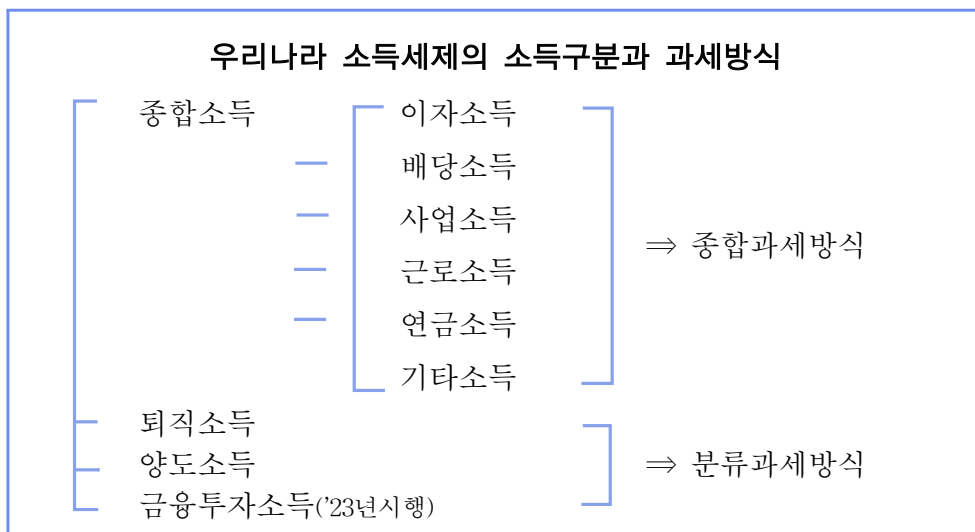 우리나라 소득세제의 소득구분과 과세방식
종합소득
이자소득
배당소득
사업소득
근로소득
연금소득
기타소득
⇒ 종합과세방식
퇴직소득
양도소득
금융투자소득('23년시행)
⇒ 분류과세방식